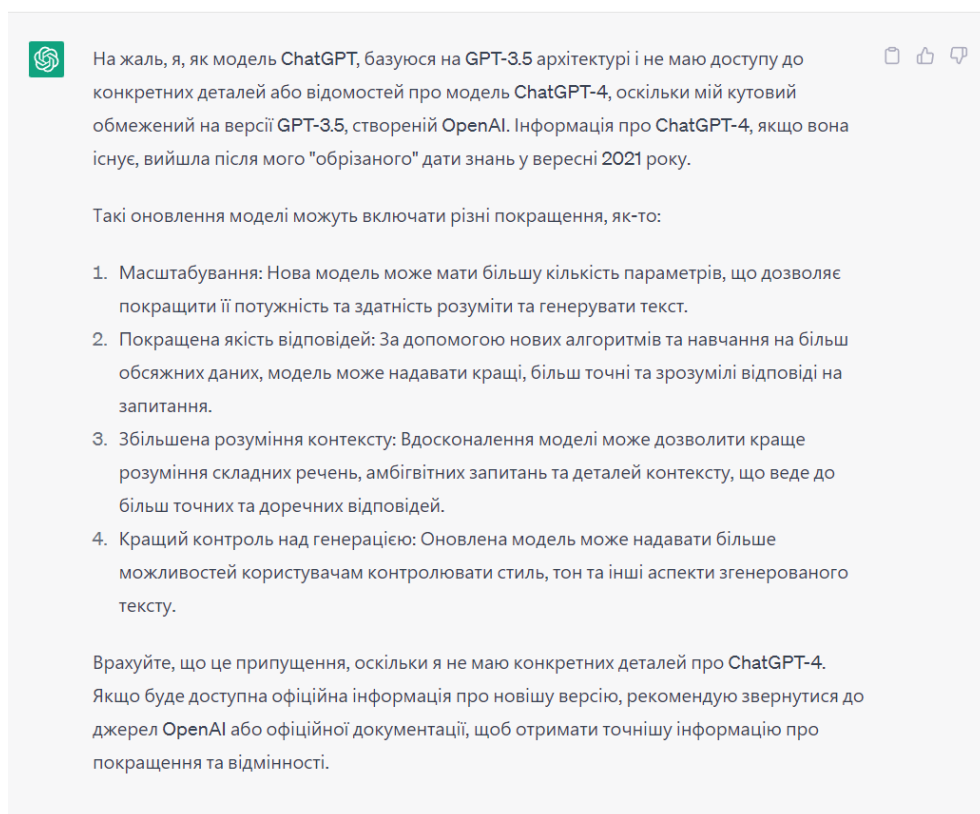 На жаль, я, як модель ChatGPT, базуюся на GPT-3.5 архітектурі і не маю доступу до
конкретних деталей або відомостей про модель ChatGPT-4, оскільки мій кутовий
обмежений на версії GPT-3.5, створеній OpenAI. Інформація про ChatGPT-4, якщо вона
існує, вийшла після мого "обрізаного" дати знань у вересні 2021 року.
Такі оновлення моделі можуть включати різні покращення, як-то:
1. Масштабування: Нова модель може мати більшу кількість параметрів, що дозволяє
покращити її потужність та здатність розуміти та генерувати текст.
2. Покращена якість відповідей: За допомогою нових алгоритмів та навчання на більш
обсяжних даних, модель може надавати кращі, більш точні та зрозумілі відповіді на
запитання.
3. Збільшена розуміння контексту: Вдосконалення моделі може дозволити краще
розуміння складних речень, амбігвітних запитань та деталей контексту, що веде до
більш точних та доречних відповідей.
4. Кращий контроль над генерацією: Оновлена модель може надавати більше
можливостей користувачам контролювати стиль, тон та інші аспекти згенерованого
тексту.
Врахуйте, що це припущення, оскільки я не маю конкретних деталей про ChatGPT-4.
Якщо буде доступна офіційна інформація про новішу версію, рекомендую звернутися до
джерел OpenAI або офіційної документації, щоб отримати точнішу інформацію про
покращення та відмінності.